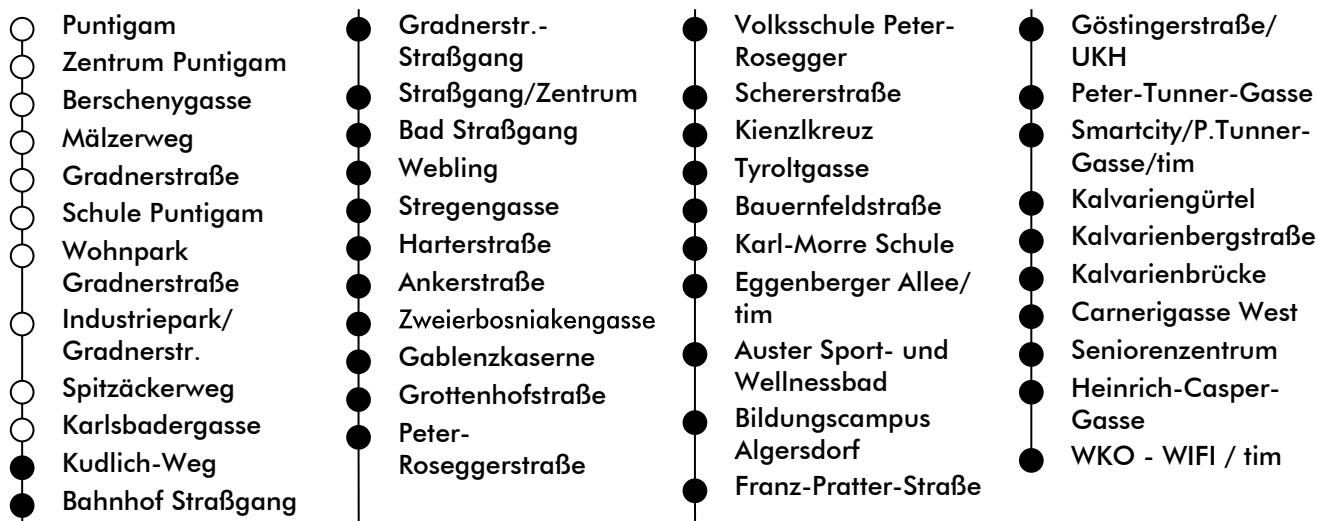 Puntigam
Zentrum Puntigam
Berschenygasse
Mälzerweg
Gradnerstraße
Schule Puntigam
Wohnpark
Gradnerstraße
Industriepark/
Gradnerstr.
Spitzäckerweg
Karlsbadergasse
Kudlich-Weg
Bahnhof Straßgang
Gradnerstr.-
Straßgang
Straßgang/Zentrum
Bad Straßgang
Webling
Stregengasse
Harterstraße
Ankerstraße
Zweierbosniakengasse
Gablenzkaserne
Grottenhofstraße
Peter-
Roseggerstraße
Volksschule Peter-
Rosegger
Schererstraße
Kienzlkreuz
Tyroltgasse
Bauernfeldstraße
Karl-Morre Schule
Eggenberger Allee/
tim
Auster Sport- und
Wellnessbad
Bildungscampus
Algersdorf
Franz-Pratter-Straße
Göstingerstraße/
UKH
Peter-Tunner-Gasse
Smartcity/P.Tunner-
Gasse/tim
Kalvariengürtel
Kalvarienbergstraße
Kalvarienbrücke
Carnerigasse West
Seniorenzentrum
Heinrich-Casper-
Gasse
WKO - WIFI / tim